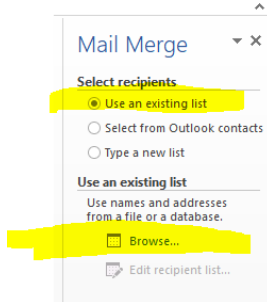 Mail Merge
Select recipients
Use an existing list
Select from Outlook contacts
Type a new list
Use an existing list
Use names and addresses
from a file or a database.
Browse...
Edit recipient list...